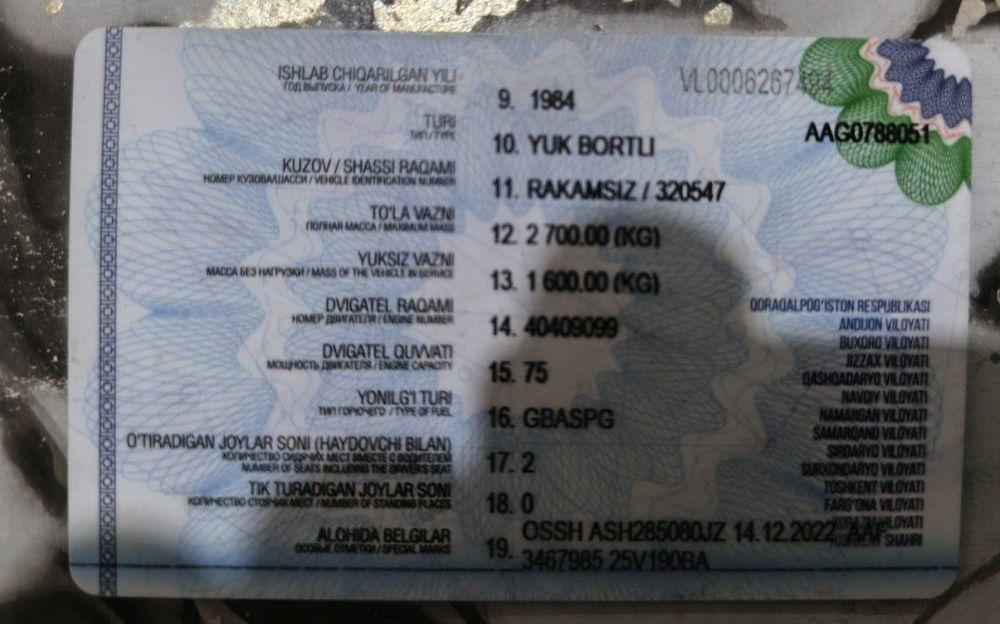 VL0006267494
AAG0788051
ISHLAB CHIQARILGAN YILI
ГОД ВЫПУСКА / YEAR OF MANUFACTURE
9. 1984
TURI
ТИП / TYPE
10. YUK BORTLI
KUZOV / SHASSI RAQAMI
НОМЕР КУЗОВА/ШАССИ / VEHICLE IDENTIFICATION NUMBER
11. RAKAMSIZ / 320547
TO'LA VAZNI
ПОЛНАЯ МАССА / MAXIMUM MASS
12. 2 700.00 (KG)
YUKSIZ VAZNI
МАССА БЕЗ НАГРУЗКИ / MASS OF THE VEHICLE IN SERVICE
13. 1 600.00 (KG)
DVIGATEL RAQAMI
НОМЕР ДВИГАТЕЛЯ / ENGINE NUMBER
14. 40409099
DVIGATEL QUVVATI
МОЩНОСТЬ ДВИГАТЕЛЯ / ENGINE CAPACITY
15. 75
YONILG'I TURI
ТИП ГОРЮЧЕГО / TYPE OF FUEL
16. GBASPG
O'TIRADIGAN JOYLAR SONI (HAYDOVCHI BILAN)
КОЛИЧЕСТВО СИДЯЧИХ МЕСТ ВМЕСТЕ С ВОДИТЕЛЕМ
NUMBER OF SEATS INCLUDING THE DRIVER'S SEAT
17. 2
TIK TURADIGAN JOYLAR SONI
КОЛИЧЕСТВО СТОЯЧИХ МЕСТ / NUMBER OF STANDING PLACES
18. 0
ALOHIDA BELGILAR
ОСОБЫЕ ОТМЕТКИ / SPECIAL MARKS
19. OSSH ASH285080JZ 14.12.2022
3467985 25V190BA
QORAQALPOG'ISTON RESPUBLIKASI
ANDIJON VILOYATI
BUXORO VILOYATI
JIZZAX VILOYATI
QASHQADARYO VILOYATI
NAVOIY VILOYATI
NAMANGAN VILOYATI
SAMARQAND VILOYATI
SIRDARYO VILOYATI
SURXONDARYO VILOYATI
TOSHKENT VILOYATI
FARG'ONA VILOYATI
VILOYATI
SHAHRI